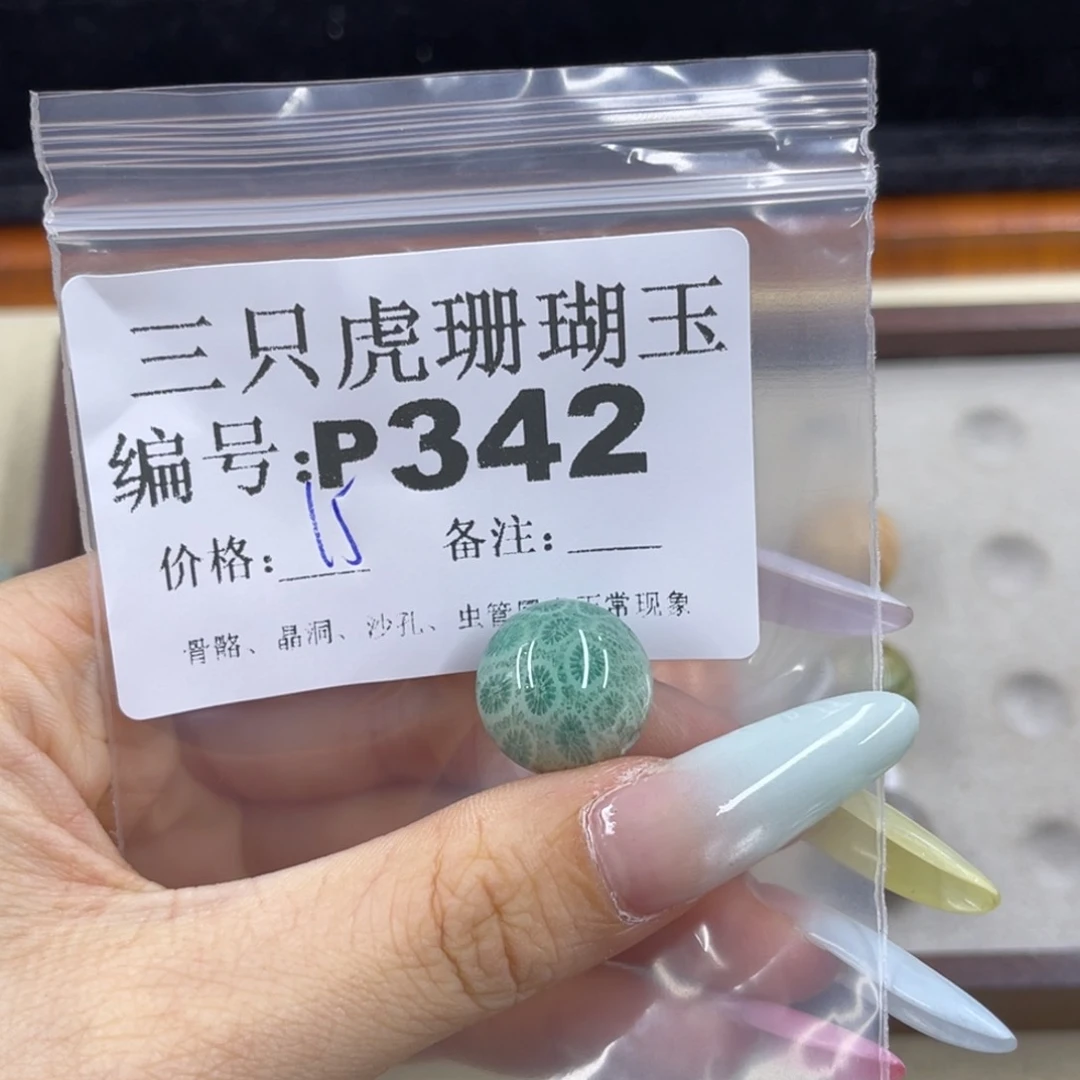 三只虎珊瑚玉
编号:P342
价格:15 备注:
骨骼、晶洞、沙孔、虫管 正常现象